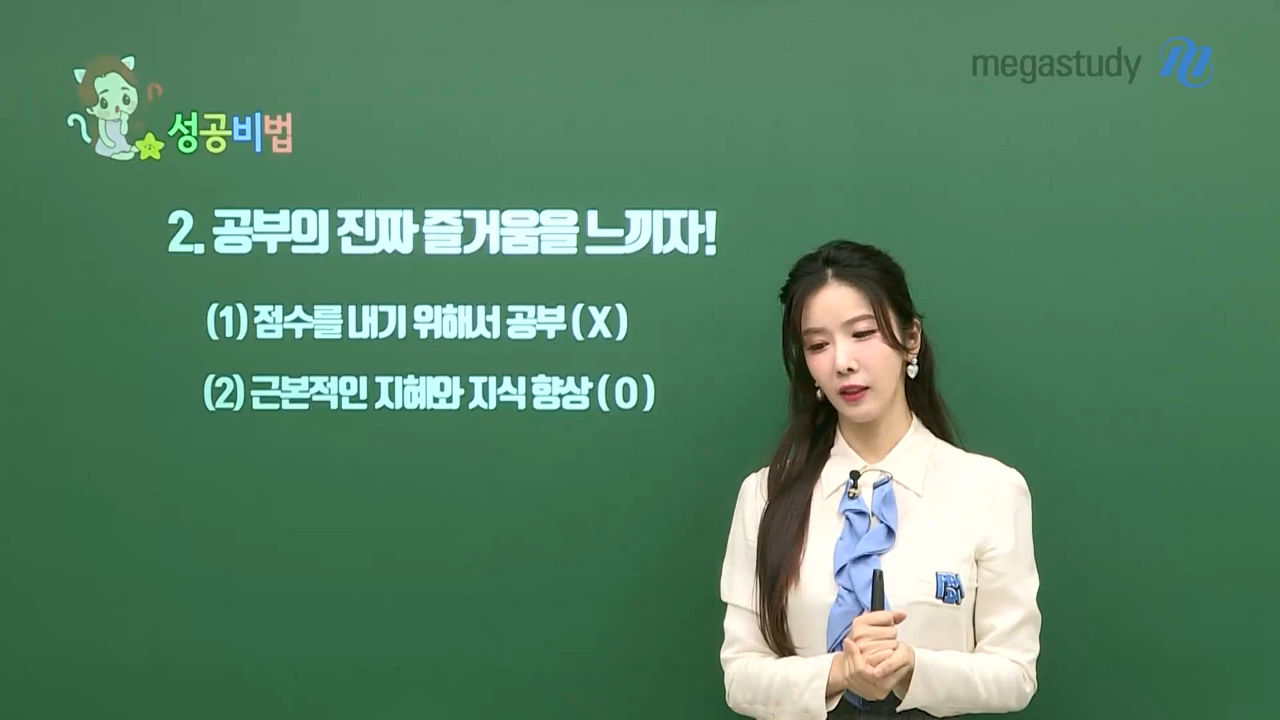 megastudy
성공비법
2. 공부의 진짜 즐거움을 느끼자!
(1) 점수를 내기 위해서 공부 ( X )
(2) 근본적인 지혜와 지식 향상 ( O )